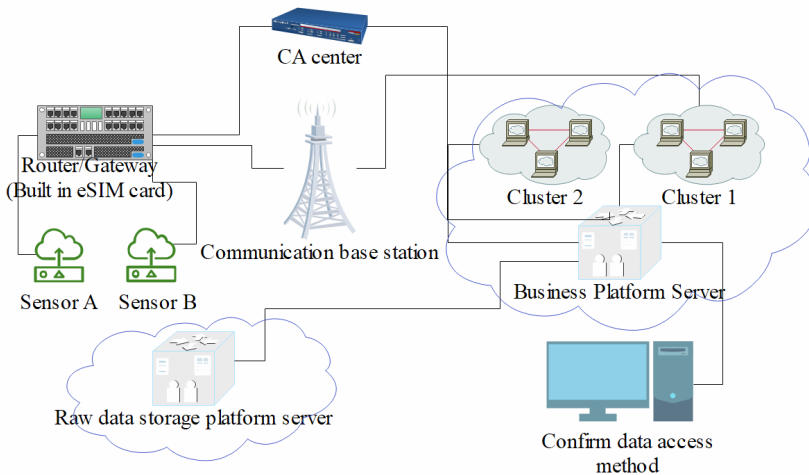 CA center
Router/Gateway
(Built in eSIM card)
Cluster 2
Cluster 1
Communication base station
Sensor A
Sensor B
Business Platform Server
Raw data storage platform server
Confirm data access
method